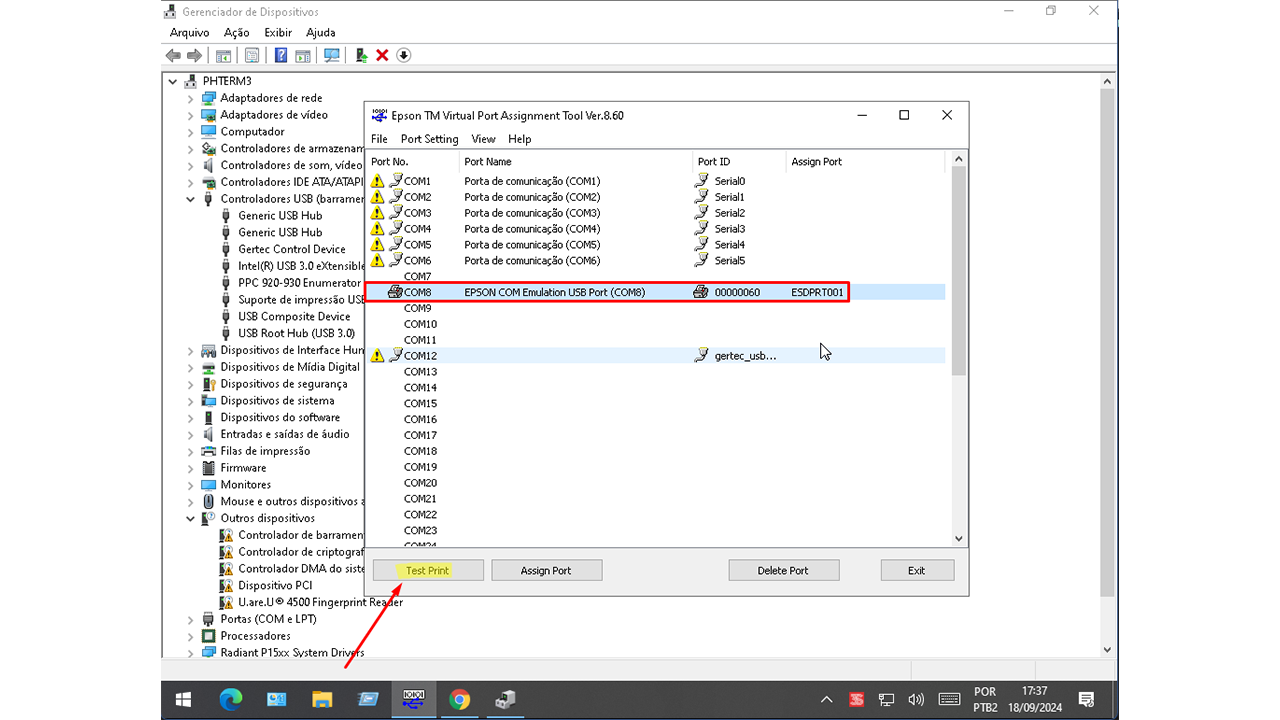 Gerenciador de Dispositivos
Arquivo Ação Exibir Ajuda
PHTERM3
Adaptadores de rede
Adaptadores de vídeo
Computador
Controladores de armazenam
Controladores de som, vídeo
Controladores IDE ATA/ATAPI
Controladores USB (barramen
Generic USB Hub
Generic USB Hub
Gertec Control Device
Intel(R) USB 3.0 eXtensible
PPC 920-930 Enumerator
Suporte de impressão USB
USB Composite Device
USB Root Hub (USB 3.0)
Dispositivos de Interface Hum
Dispositivos de Mídia Digital
Dispositivos de segurança
Dispositivos de sistema
Dispositivos do software
Entradas e saídas de áudio
Filas de impressão
Firmware
Monitores
Mouse e outros dispositivos a
Outros dispositivos
Controlador de barramen
Controlador de criptograf
Controlador DMA do siste
Dispositivo PCI
U.are.U® 4500 Fingerprint Reader
Portas (COM e LPT)
Processadores
Radiant P15xx System Drivers
Epson TM Virtual Port Assignment Tool Ver.8.60
File Port Setting View Help
Port No. Port Name Port ID Assign Port
COM1 Porta de comunicação (COM1) Serial0
COM2 Porta de comunicação (COM2) Serial1
COM3 Porta de comunicação (COM3) Serial2
COM4 Porta de comunicação (COM4) Serial3
COM5 Porta de comunicação (COM5) Serial4
COM6 Porta de comunicação (COM6) Serial5
COM7
COM8 EPSON COM Emulation USB Port (COM8) 00000060 ESDPRT001
COM9
COM10
COM11
COM12 gertec_usb...
COM13
COM14
COM15
COM16
COM17
COM18
COM19
COM20
COM21
COM22
COM23
COM24
Test Print Assign Port Delete Port Exit
POR 17:37
PTB2 18/09/2024